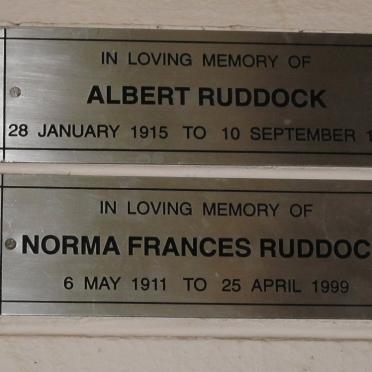 IN LOVING MEMORY OF
ALBERT RUDDOCK
28 JANUARY 1915 TO 10 SEPTEMBER
IN LOVING MEMORY OF
NORMA FRANCES RUDDOC
6 MAY 1911 TO 25 APRIL 1999